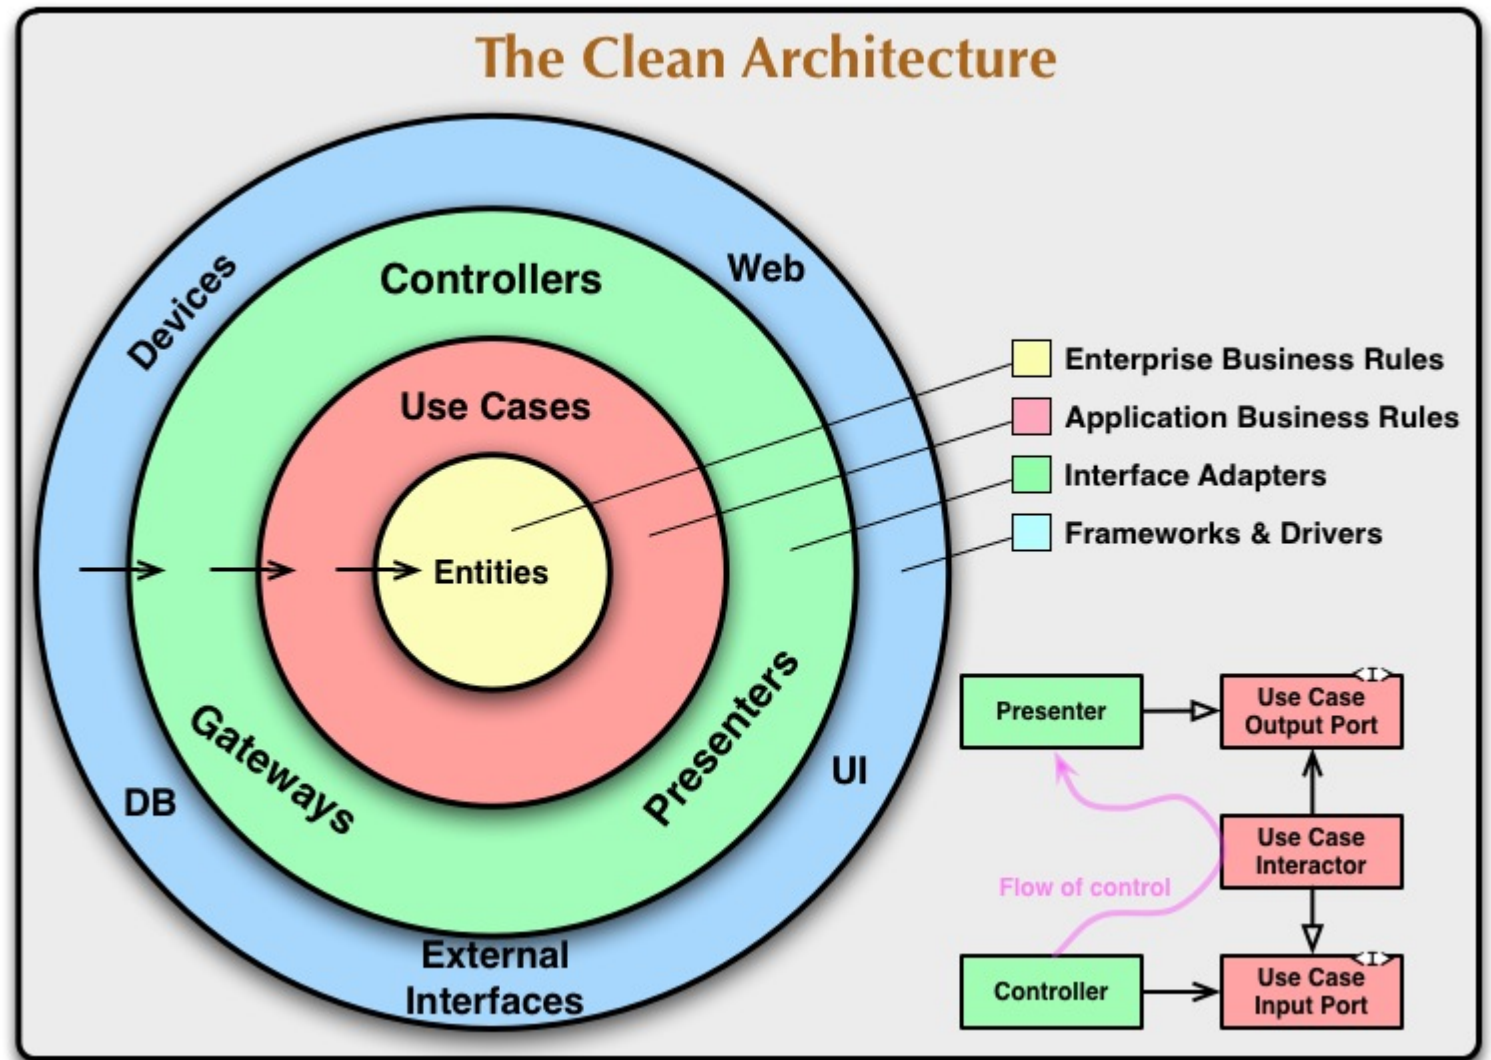 The Clean Architecture
Devices
Controllers
Web
Use Cases
Entities
Gateways
Presenters
DB
UI
External
Interfaces
Enterprise Business Rules
Application Business Rules
Interface Adapters
Frameworks & Drivers
Presenter
<I>
Use Case
Output Port
Use Case
Interactor
Flow of control
Controller
<I>
Use Case
Input Port